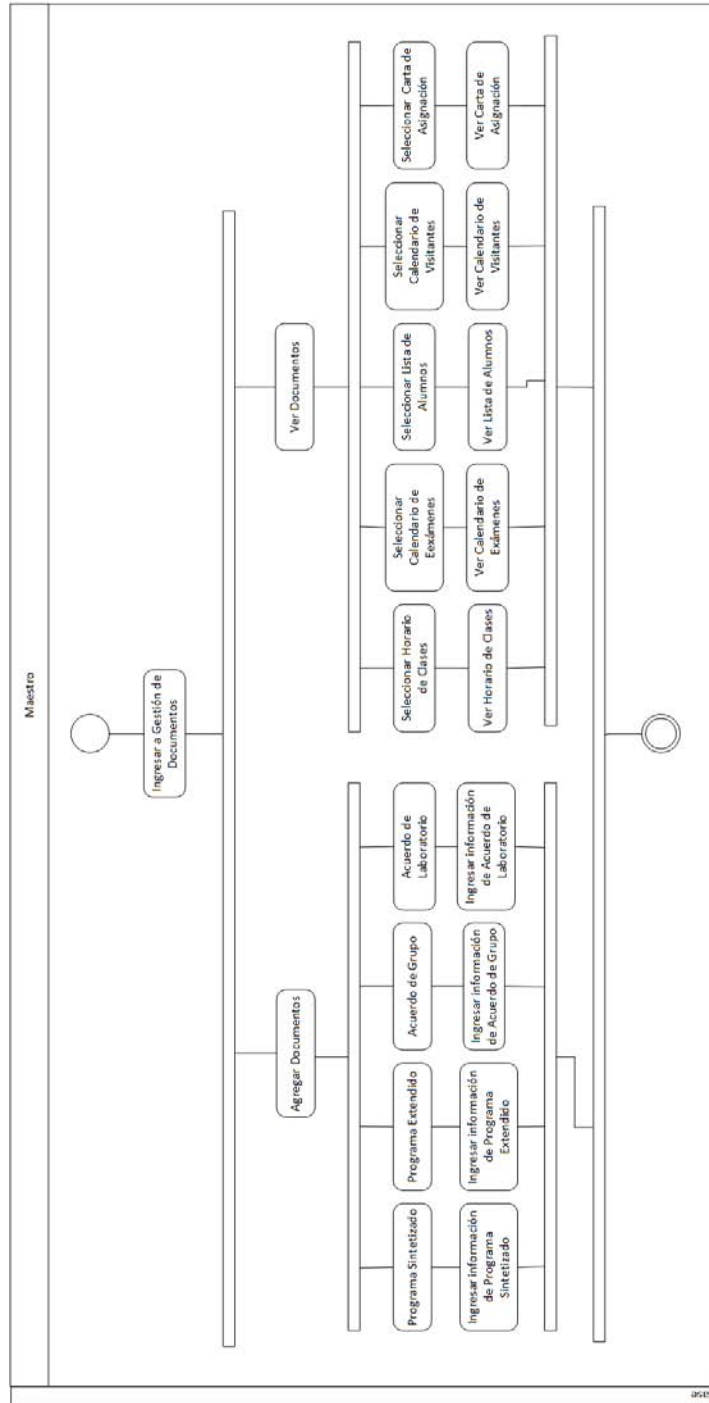 Maestro
Ingresar a Gestión de
Documentos
Agregar Documentos
Ver Documentos
Programa Sintetizado
Programa Extendido
Acuerdo de Grupo
Acuerdo de
Laboratorio
Seleccionar Horario
de Clases
Seleccionar
Calendario de
Eexámenes
Seleccionar Lista de
Alumnos
Seleccionar
Calendario de
Visitantes
Seleccionar Carta de
Asignación
Ingresar información
de Programa
Sintetizado
Ingresar información
de Programa
Extendido
Ingresar información
de Acuerdo de Grupo
Ingresar información
de Acuerdo de
Laboratorio
Ver Horario de Clases
Ver Calendario de
Exámenes
Ver Lista de Alumnos
Ver Calendario de
Visitantes
Ver Carta de
Asignación